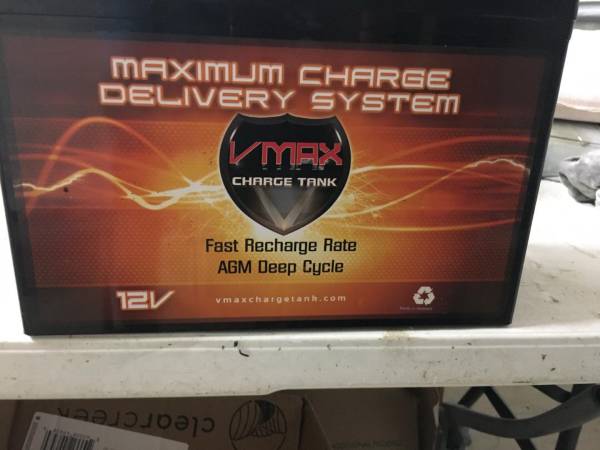 MAXIMUM CHARGE
DELIVERY SYSTEM
VMAX
CHARGE TANK
Fast Recharge Rate
AGM Deep Cycle
12V
vmaxchargetank.com
clearcreek